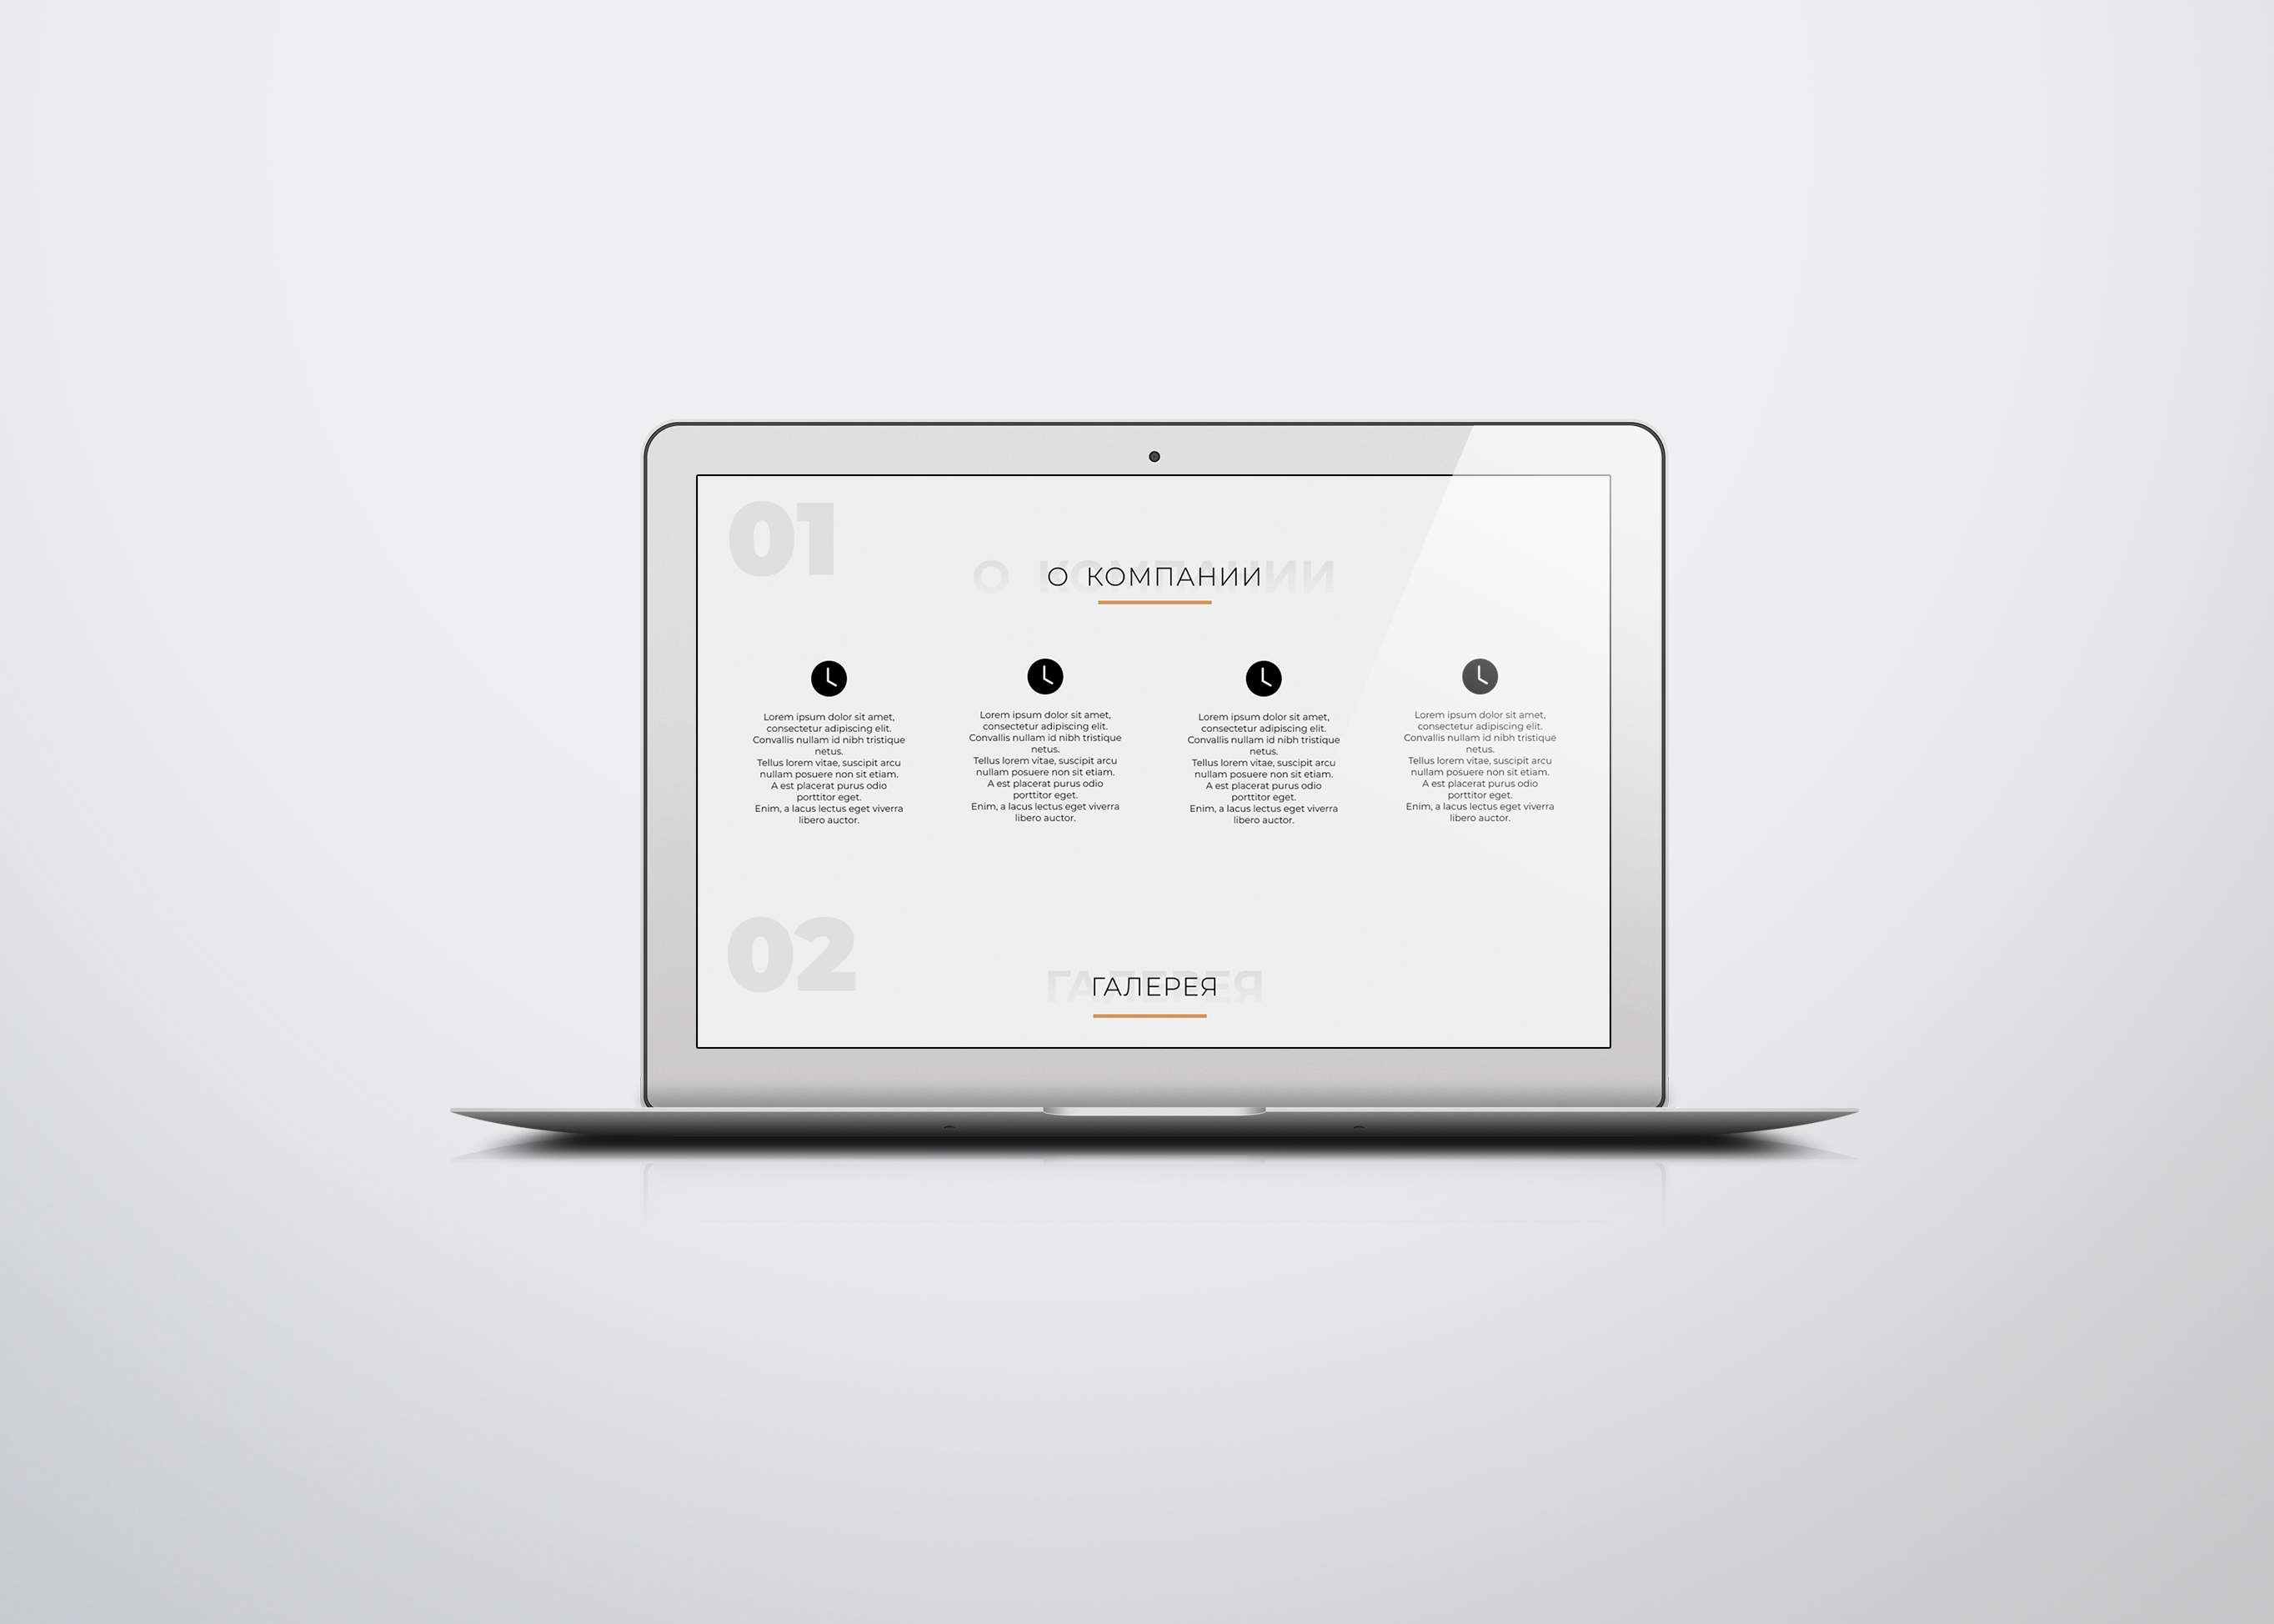 01
О КОМПАНИИ
О КОМПАНИИ
Lorem ipsum dolor sit amet,
consectetur adipiscing elit.
Convallis nullam id nibh tristique
netus.
Tellus lorem vitae, suscipit arcu
nullam posuere non sit etiam.
A est placerat purus odio
porttitor eget.
Enim, a lacus lectus eget viverra
libero auctor.
Lorem ipsum dolor sit amet,
consectetur adipiscing elit.
Convallis nullam id nibh tristique
netus.
Tellus lorem vitae, suscipit arcu
nullam posuere non sit etiam.
A est placerat purus odio
porttitor eget.
Enim, a lacus lectus eget viverra
libero auctor.
Lorem ipsum dolor sit amet,
consectetur adipiscing elit.
Convallis nullam id nibh tristique
netus.
Tellus lorem vitae, suscipit arcu
nullam posuere non sit etiam.
A est placerat purus odio
porttitor eget.
Enim, a lacus lectus eget viverra
libero auctor.
Lorem ipsum dolor sit amet,
consectetur adipiscing elit.
Convallis nullam id nibh tristique
netus.
Tellus lorem vitae, suscipit arcu
nullam posuere non sit etiam.
A est placerat purus odio
porttitor eget.
Enim, a lacus lectus eget viverra
libero auctor.
02
ГАЛЕРЕЯ
ГАЛЕРЕЯ